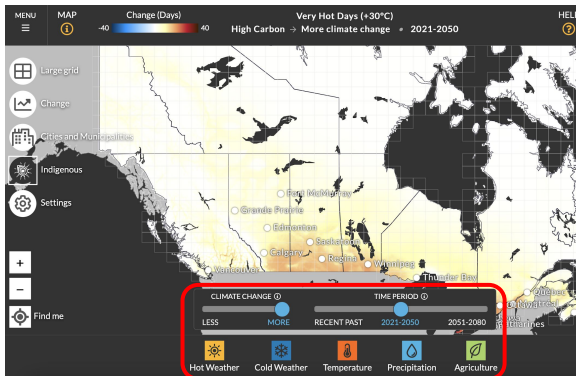 MENU
MAP
Change (Days)
-40
40
Very Hot Days (+30°C)
High Carbon → More climate change • 2021-2050
HELP
Large grid
Change
Cities and Municipalities
Indigenous
Settings
+
−
Find me
Fort McMurray
Grande Prairie
Edmonton
Saskatoon
Calgary
Regina
Winnipeg
Vancouver
Thunder Bay
CLIMATE CHANGE
LESS
MORE
TIME PERIOD
RECENT PAST
2021-2050
2051-2080
Hot Weather
Cold Weather
Temperature
Precipitation
Agriculture